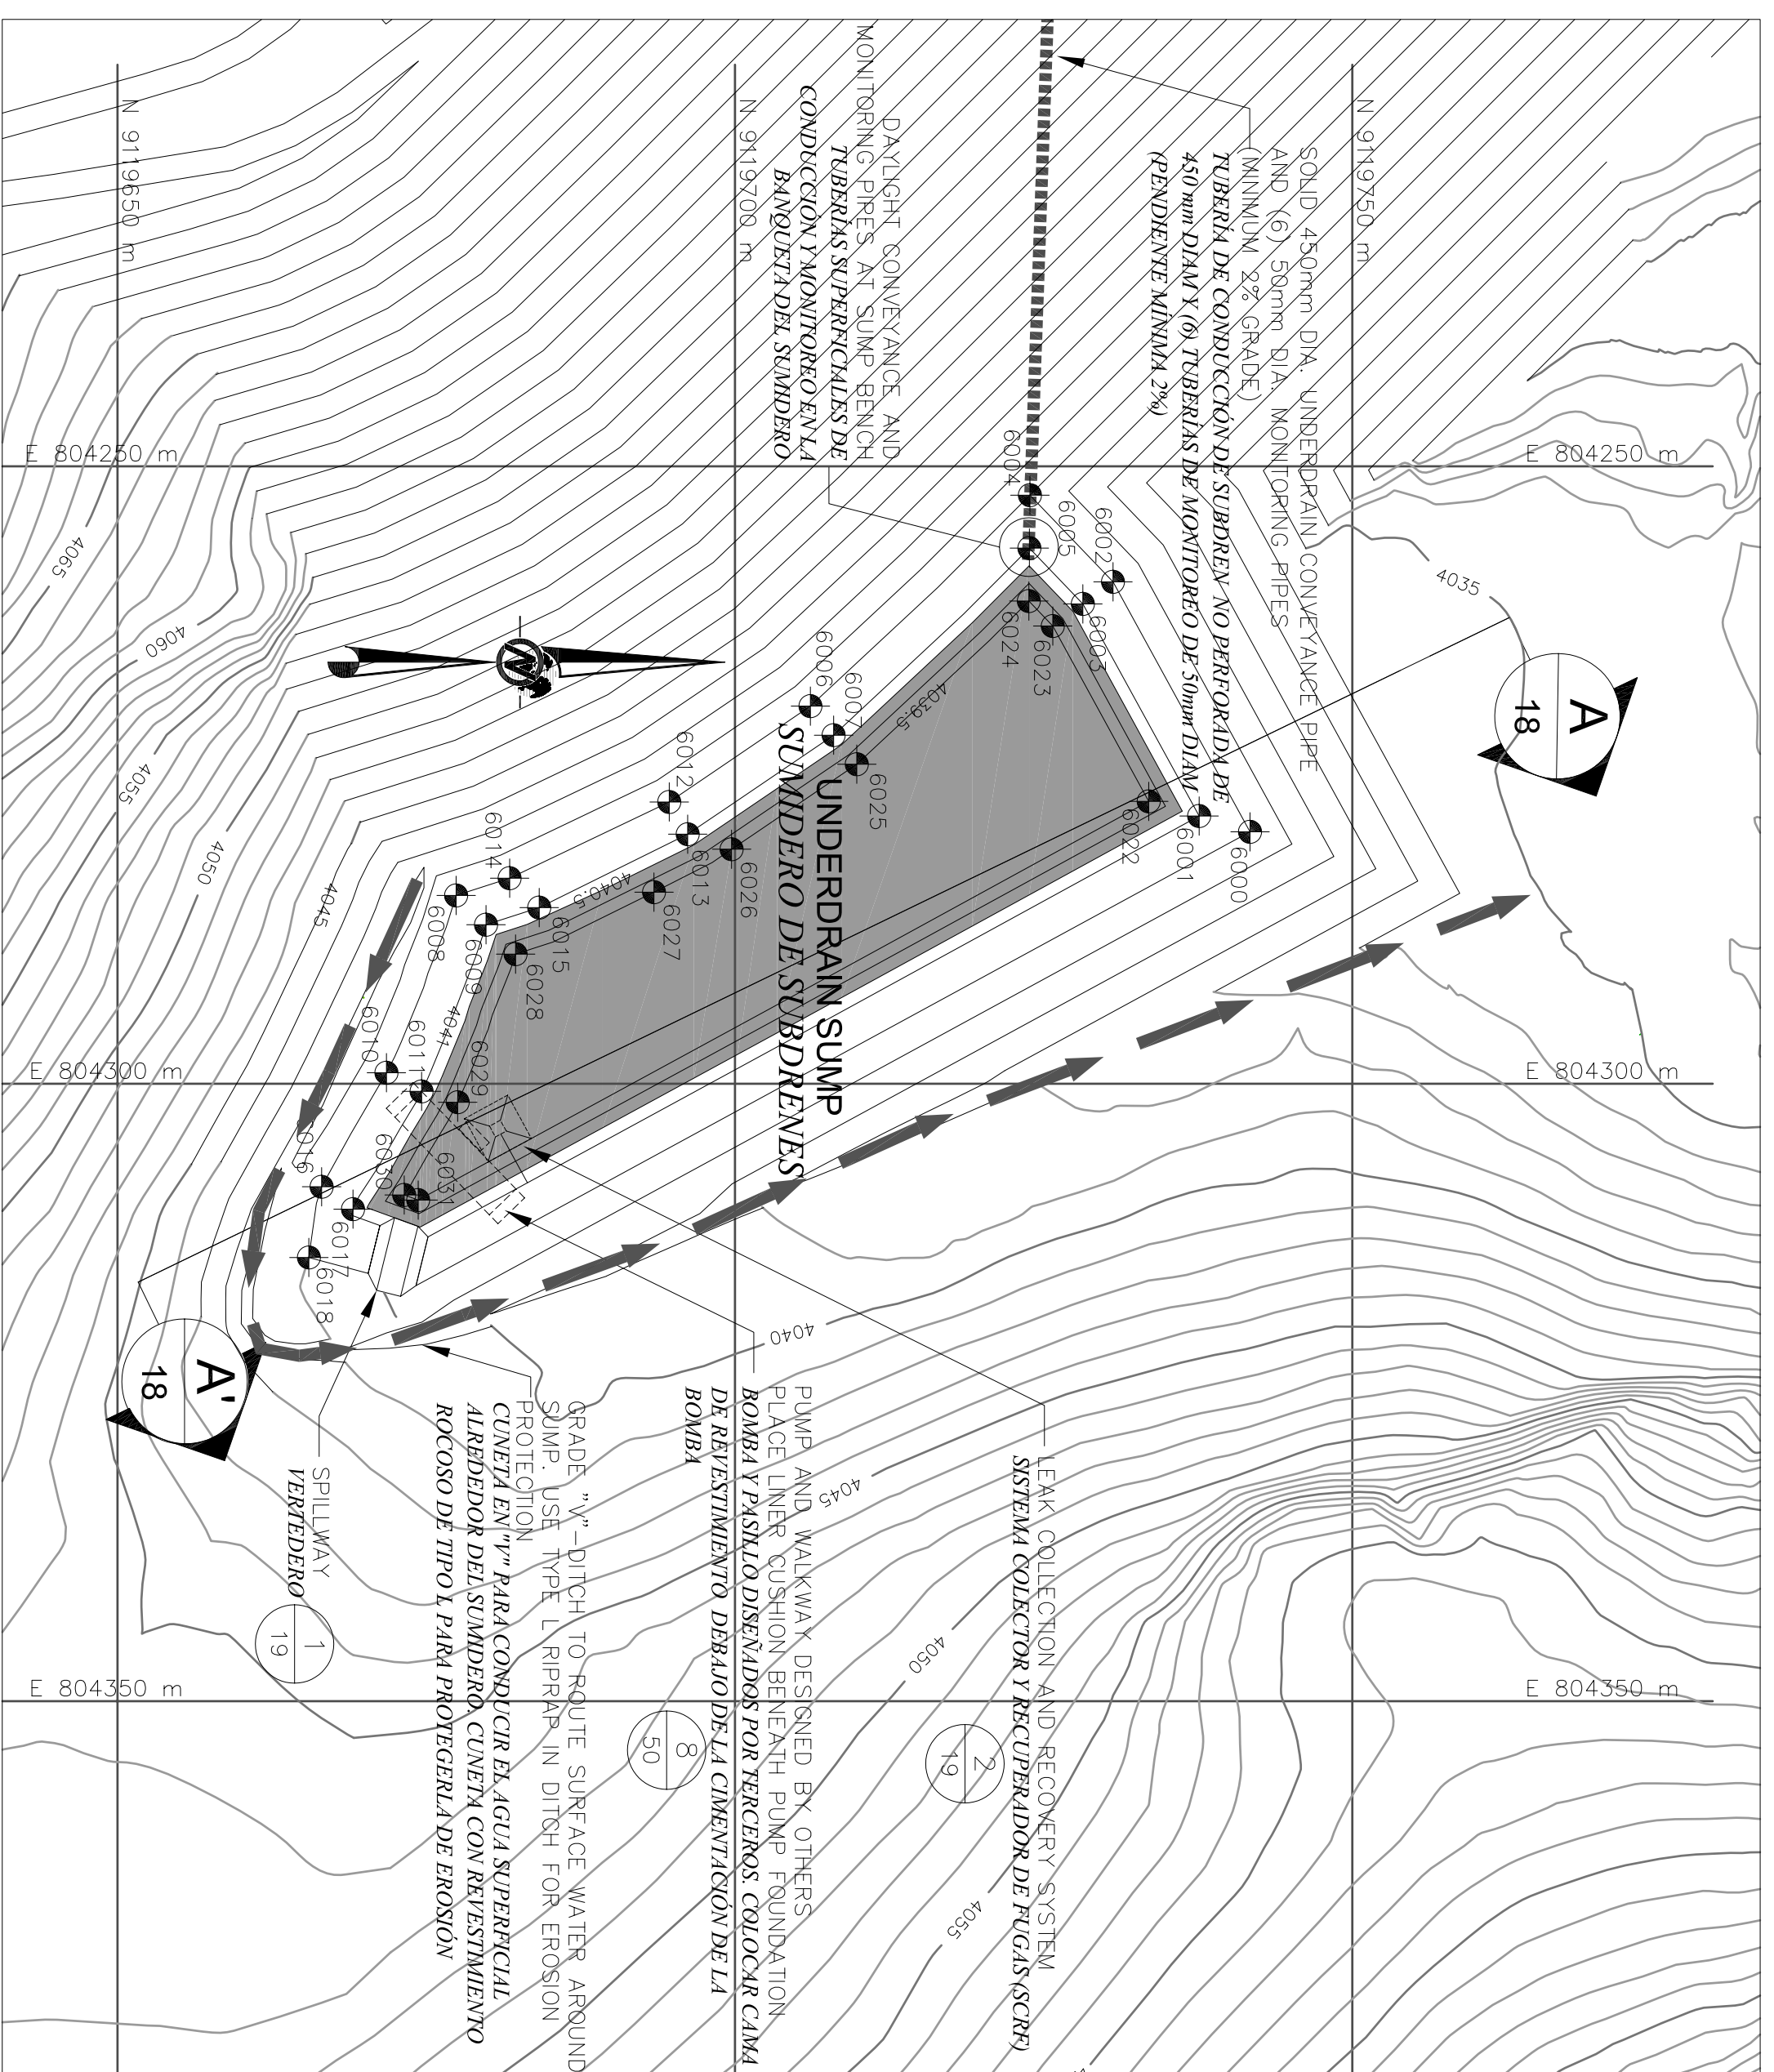 N 9119650 m
N 9119700 m
N 9119750 m
E 804250 m
E 804250 m
E 804300 m
E 804300 m
E 804350 m
E 804350 m
SOLID 450mm DIA. UNDERDRAIN CONVEYANCE PIPE
AND (6) 50mm DIA. MONITORING PIPES
(MINIMUM 2% GRADE)
TUBERÍA DE CONDUCCIÓN DE SUBDREN NO PERFORADA DE
450 mm DIAM Y (6) TUBERÍAS DE MONITOREO DE 50mm DIAM
(PENDIENTE MÍNIMA 2%)
DAYLIGHT CONVEYANCE AND
MONITORING PIPES AT SUMP BENCH
TUBERÍAS SUPERFICIALES DE
CONDUCCIÓN Y MONITOREO EN LA
BANQUETA DEL SUMIDERO
UNDERDRAIN SUMP
SUMIDERO DE SUBDRENES
A
18
A'
18
6004
6005
6002
6003
6024
6023
6006
6007
6025
6012
6013
6026
6027
6022
6001
6000
6014
6015
6008
6009
6028
6010
6011
6029
6016
6030
6031
6017
6018
4035
4039.5
4040.5
4041
4065
4060
4055
4050
4045
4040
4045
4050
4055
LEAK COLLECTION AND RECOVERY SYSTEM
SISTEMA COLECTOR Y RECUPERADOR DE FUGAS (SCRF)
2
19
PUMP AND WALKWAY DESIGNED BY OTHERS
PLACE LINER CUSHION BENEATH PUMP FOUNDATION
BOMBA Y PASILLO DISEÑADOS POR TERCEROS. COLOCAR CAMA
DE REVESTIMIENTO DEBAJO DE LA CIMENTACIÓN DE LA
BOMBA
8
50
GRADE "V"-DITCH TO ROUTE SURFACE WATER AROUND
SUMP. USE TYPE L RIPRAP IN DITCH FOR EROSION
PROTECTION
CUNETA EN "V" PARA CONDUCIR EL AGUA SUPERFICIAL
ALREDEDOR DEL SUMIDERO. CUNETA CON REVESTIMIENTO
ROCOSO DE TIPO L PARA PROTEGERLA DE EROSIÓN
SPILLWAY
VERTEDERO
1
19